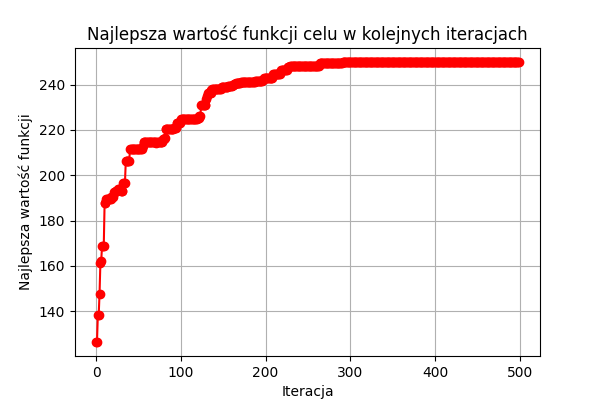 Najlepsza wartość funkcji celu w kolejnych iteracjach
Najlepsza wartość funkcji
240
220
200
180
160
140
0 100 200 300 400 500
Iteracja